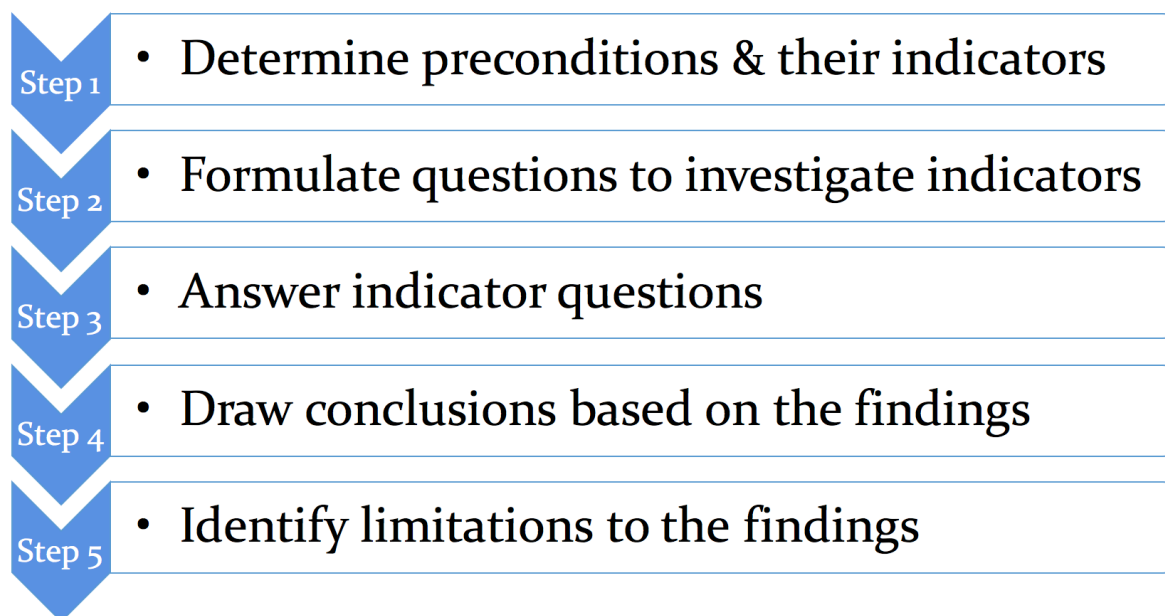 Step 1
• Determine preconditions & their indicators
Step 2
• Formulate questions to investigate indicators
Step 3
• Answer indicator questions
Step 4
• Draw conclusions based on the findings
Step 5
• Identify limitations to the findings